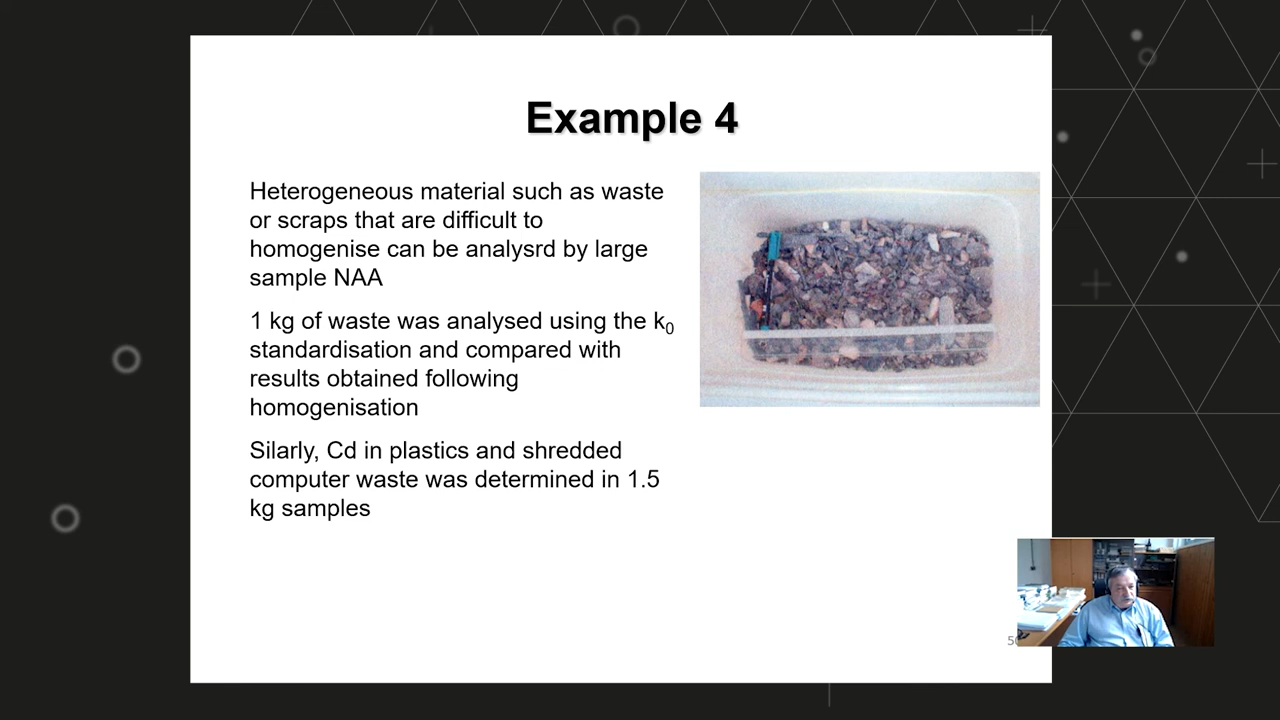 Example 4
Heterogeneous material such as waste
or scraps that are difficult to
homogenise can be analysrd by large
sample NAA
1 kg of waste was analysed using the k₀
standardisation and compared with
results obtained following
homogenisation
Silarly, Cd in plastics and shredded
computer waste was determined in 1.5
kg samples